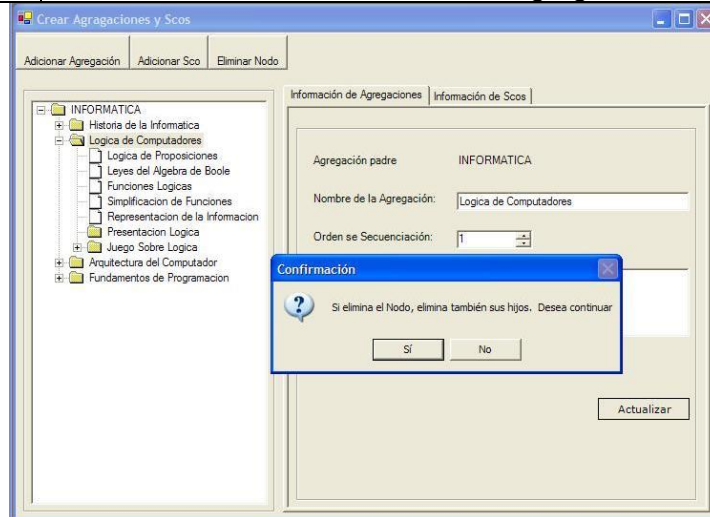 Crear Agragaciones y Scos
Adicionar Agregación
Adicionar Sco
Eliminar Nodo
INFORMATICA
Historia de la Informatica
Logica de Computadores
Logica de Proposiciones
Leyes del Algebra de Boole
Funciones Logicas
Simplificacion de Funciones
Representacion de la Informacion
Presentacion Logica
Juego Sobre Logica
Arquitectura del Computador
Fundamentos de Programacion
Información de Agregaciones
Información de Scos
Agregación padre INFORMATICA
Nombre de la Agregación: Logica de Computadores
Orden se Secuenciación: 1
Confirmación
Si elimina el Nodo, elimina también sus hijos. Desea continuar
Sí
No
Actualizar